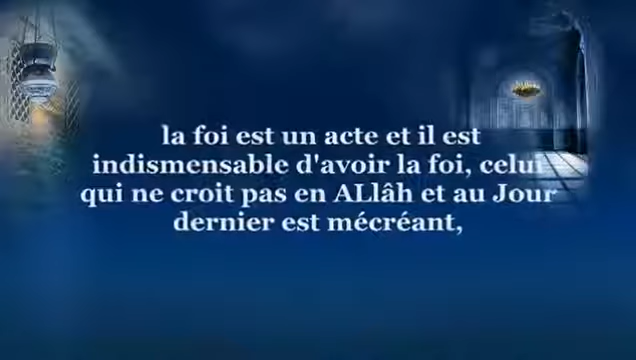 la foi est un acte et il est
indismensable d'avoir la foi, celui
qui ne croit pas en ALlâh et au Jour
dernier est mécréant,